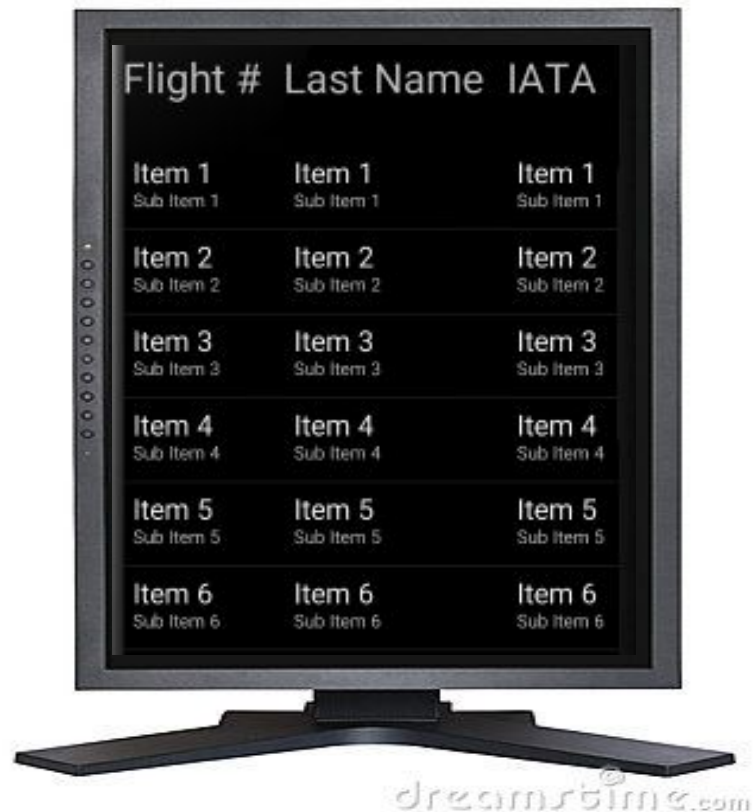 Flight # Last Name IATA
Item 1 Item 1 Item 1
Sub Item 1 Sub Item 1 Sub Item 1
Item 2 Item 2 Item 2
Sub Item 2 Sub Item 2 Sub Item 2
Item 3 Item 3 Item 3
Sub Item 3 Sub Item 3 Sub Item 3
Item 4 Item 4 Item 4
Sub Item 4 Sub Item 4 Sub Item 4
Item 5 Item 5 Item 5
Sub Item 5 Sub Item 5 Sub Item 5
Item 6 Item 6 Item 6
Sub Item 6 Sub Item 6 Sub Item 6
dreamstime.com